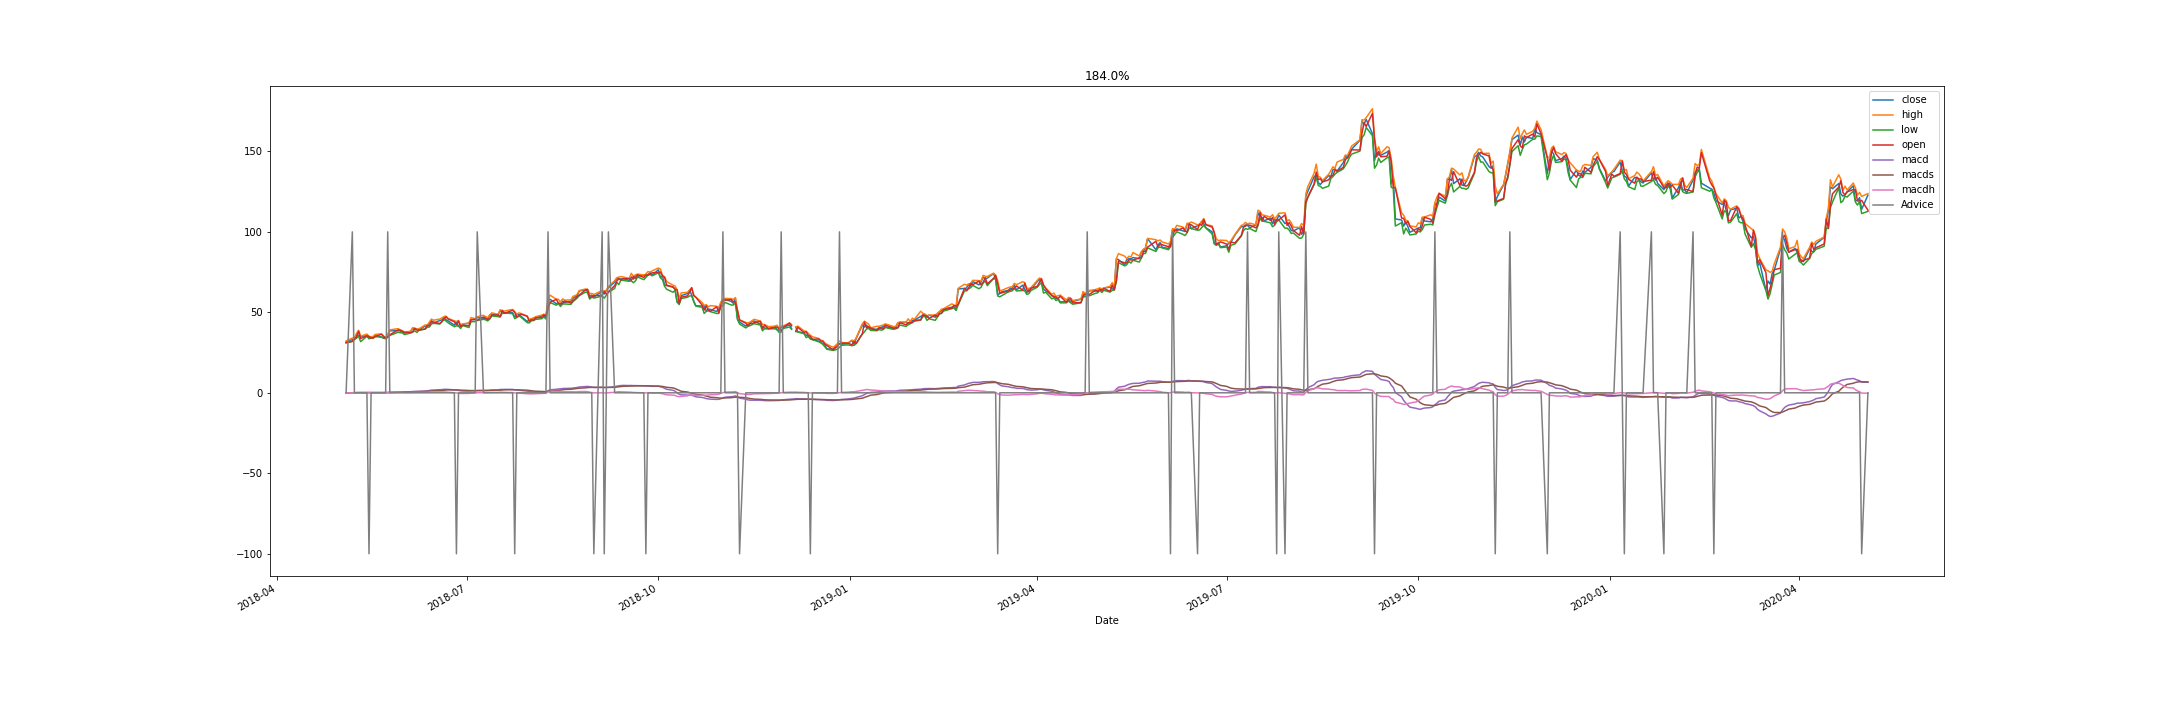 184.0%
close
high
low
open
macd
macds
macdh
Advice
150
100
50
0
−50
−100
2018-04
2018-07
2018-10
2019-01
2019-04
2019-07
2019-10
2020-01
2020-04
Date